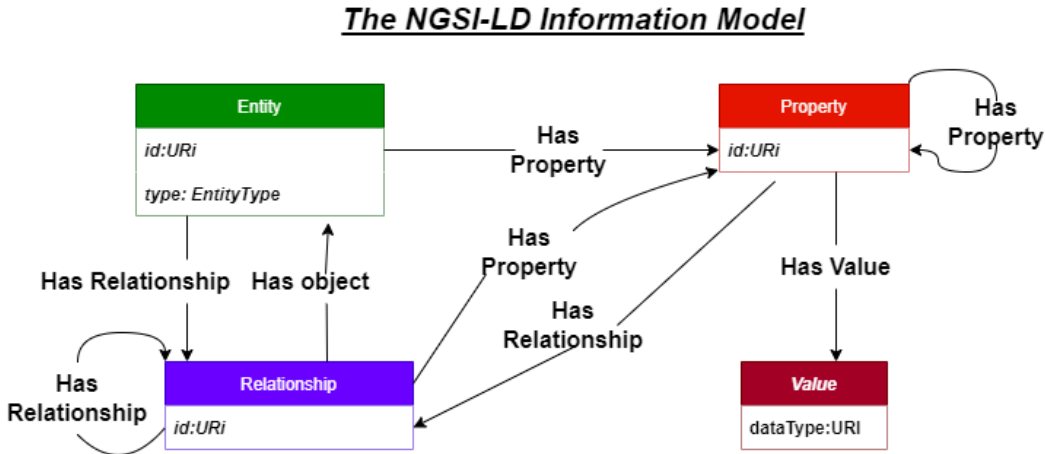 The NGSI-LD Information Model
Entity
id:URi
type: EntityType
Property
id:URi
Has
Property
Has
Property
Has
Property
Has Relationship
Has object
Has Value
Has
Relationship
Has
Relationship
Relationship
id:URi
Value
dataType:URI